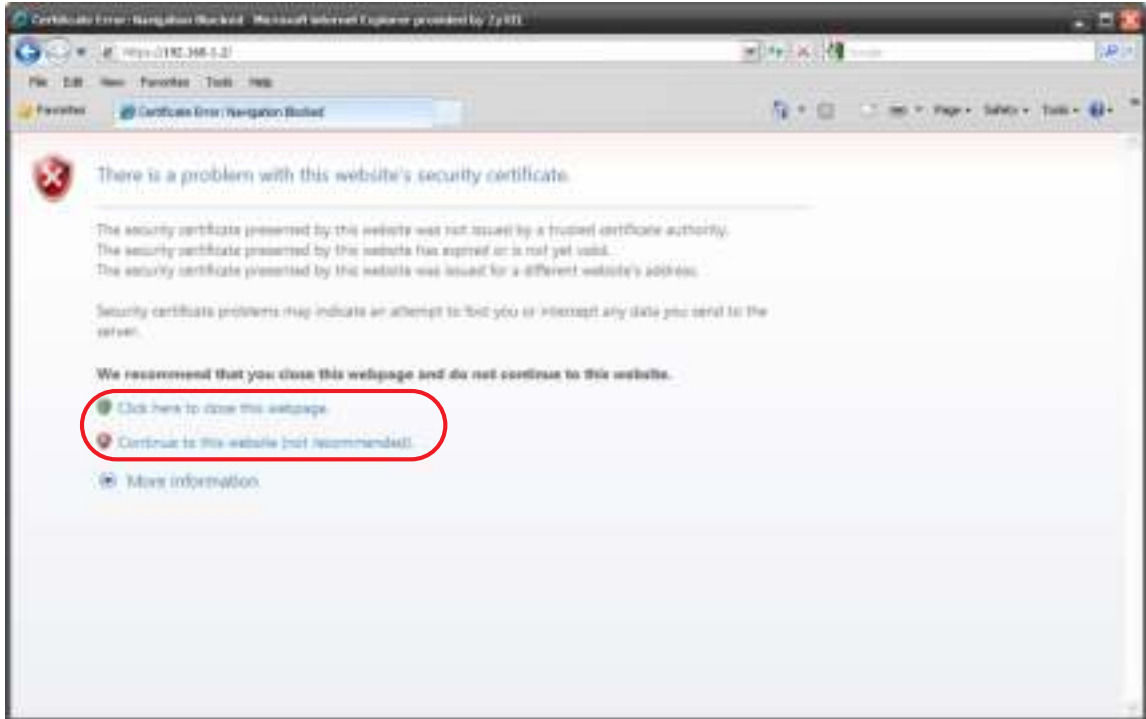 Certificate Error: Navigation Blocked - Microsoft Internet Explorer provided by ZyXEL
https://192.168.1.2/
File Edit View Favorites Tools Help
Favorites Certificate Error: Navigation Blocked Page Safety Tools
There is a problem with this website's security certificate.
The security certificate presented by this website was not issued by a trusted certificate authority.
The security certificate presented by this website has expired or is not yet valid.
The security certificate presented by this website was issued for a different website's address.
Security certificate problems may indicate an attempt to fool you or intercept any data you send to the
server.
We recommend that you close this webpage and do not continue to this website.
Click here to close this webpage.
Continue to this website (not recommended).
More information